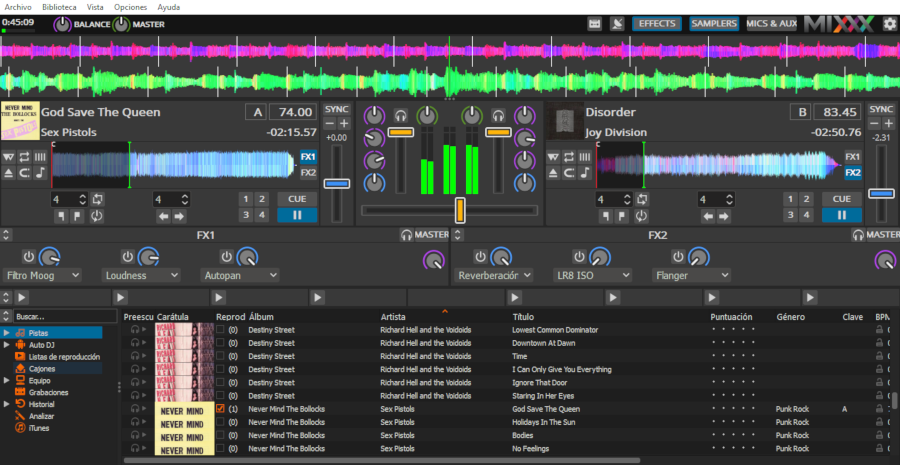 Archivo Biblioteca Vista Opciones Ayuda
0:45:09 BALANCE MASTER EFFECTS SAMPLERS MICS & AUX MIXXX
NEVER MIND
THE BOLLOCKS
God Save The Queen A 74.00 SYNC Disorder B 83.45 SYNC
Sex Pistols -02:15.57 +0.00 Joy Division -02:50.76 -2.31
FX1 FX1
FX2 FX2
4 4 1 2 CUE 4 4 1 2 CUE
3 4 3 4
FX1 MASTER FX2 MASTER
Filtro Moog Loudness Autopan Reverberación LR8 ISO Flanger
Buscar... Preescu Carátula Reprod Álbum Artista Título Puntuación Género Clave BPM
Pistas (0) Destiny Street Richard Hell and the Voidoids Lowest Common Dominator
Auto DJ (0) Destiny Street Richard Hell and the Voidoids Downtown At Dawn
Listas de reproducción (0) Destiny Street Richard Hell and the Voidoids Time
Cajones (0) Destiny Street Richard Hell and the Voidoids I Can Only Give You Everything
Equipo (0) Destiny Street Richard Hell and the Voidoids Ignore That Door
Grabaciones (0) Destiny Street Richard Hell and the Voidoids Staring In Her Eyes
Historial NEVER MIND (1) Never Mind The Bollocks Sex Pistols God Save The Queen Punk Rock A
Analizar NEVER MIND (0) Never Mind The Bollocks Sex Pistols Holidays In The Sun Punk Rock
iTunes NEVER MIND (0) Never Mind The Bollocks Sex Pistols Bodies Punk Rock
NEVER MIND (0) Never Mind The Bollocks Sex Pistols No Feelings Punk Rock